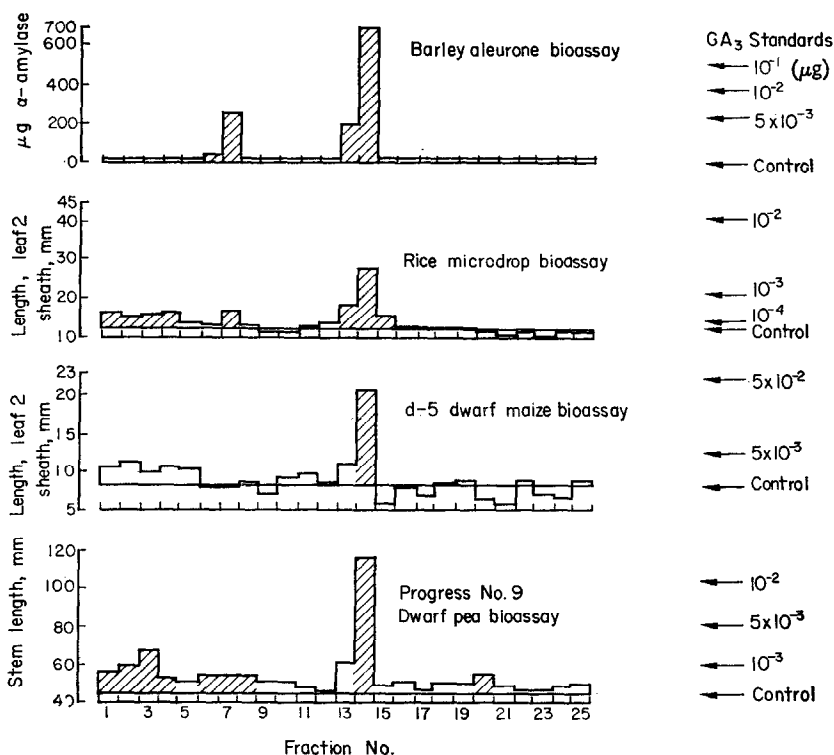 700
600
400
200
0
µg α-amylase
Barley aleurone bioassay
GA₃ Standards
10⁻¹ (µg)
10⁻²
5x10⁻³
Control
45
40
30
20
10
Length, leaf 2
sheath, mm
Rice microdrop bioassay
10⁻²
10⁻³
10⁻⁴
Control
23
20
15
10
5
Length, leaf 2
sheath, mm
d-5 dwarf maize bioassay
5x10⁻²
5x10⁻³
Control
120
100
80
60
40
Stem length, mm
Progress No. 9
Dwarf pea bioassay
10⁻²
5x10⁻³
10⁻³
Control
1 3 5 7 9 11 13 15 17 19 21 23 25
Fraction No.